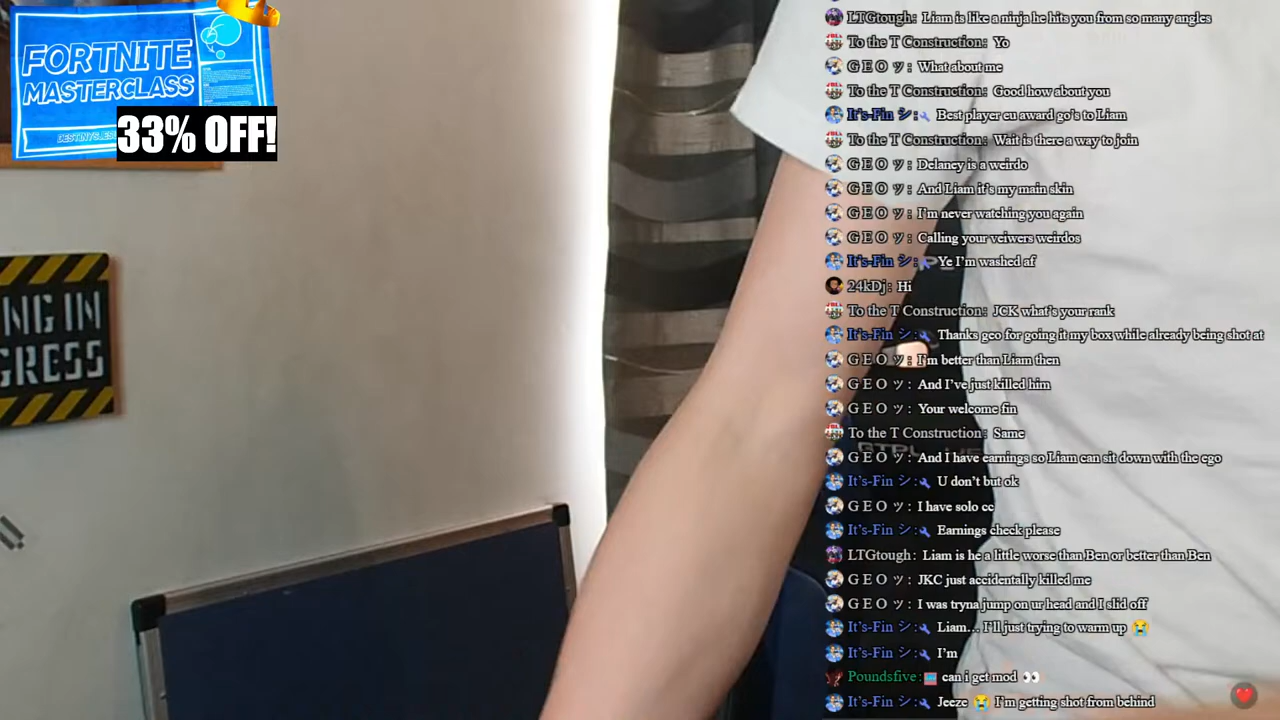 FORTNITE
MASTERCLASS
33% OFF!
NG IN
GRESS
LTGtough: Liam is like a ninja he hits you from so many angles
To the T Construction: Yo
G E O ッ: What about me
To the T Construction: Good how about you
It's-Fin シ: Best player eu award go's to Liam
To the T Construction: Wait is there a way to join
G E O ッ: Delaney is a weirdo
G E O ッ: And Liam it's my main skin
G E O ッ: I'm never watching you again
G E O ッ: Calling your veiwers weirdos
It's-Fin シ: Ye I'm washed af
24kDj: Hi
To the T Construction: JCK what's your rank
It's-Fin シ: Thanks geo for going it my box while already being shot at
G E O ッ: I'm better than Liam then
G E O ッ: And I've just killed him
G E O ッ: Your welcome fin
To the T Construction: Same
G E O ッ: And I have earnings so Liam can sit down with the ego
It's-Fin シ: U don't but ok
G E O ッ: I have solo cc
It's-Fin シ: Earnings check please
LTGtough: Liam is he a little worse than Ben or better than Ben
G E O ッ: JKC just accidentally killed me
G E O ッ: I was tryna jump on ur head and I slid off
It's-Fin シ: Liam... I'll just trying to warm up 😭
It's-Fin シ: I'm
Poundsfive: can i get mod 👀
It's-Fin シ: Jeeze 😭 I'm getting shot from behind